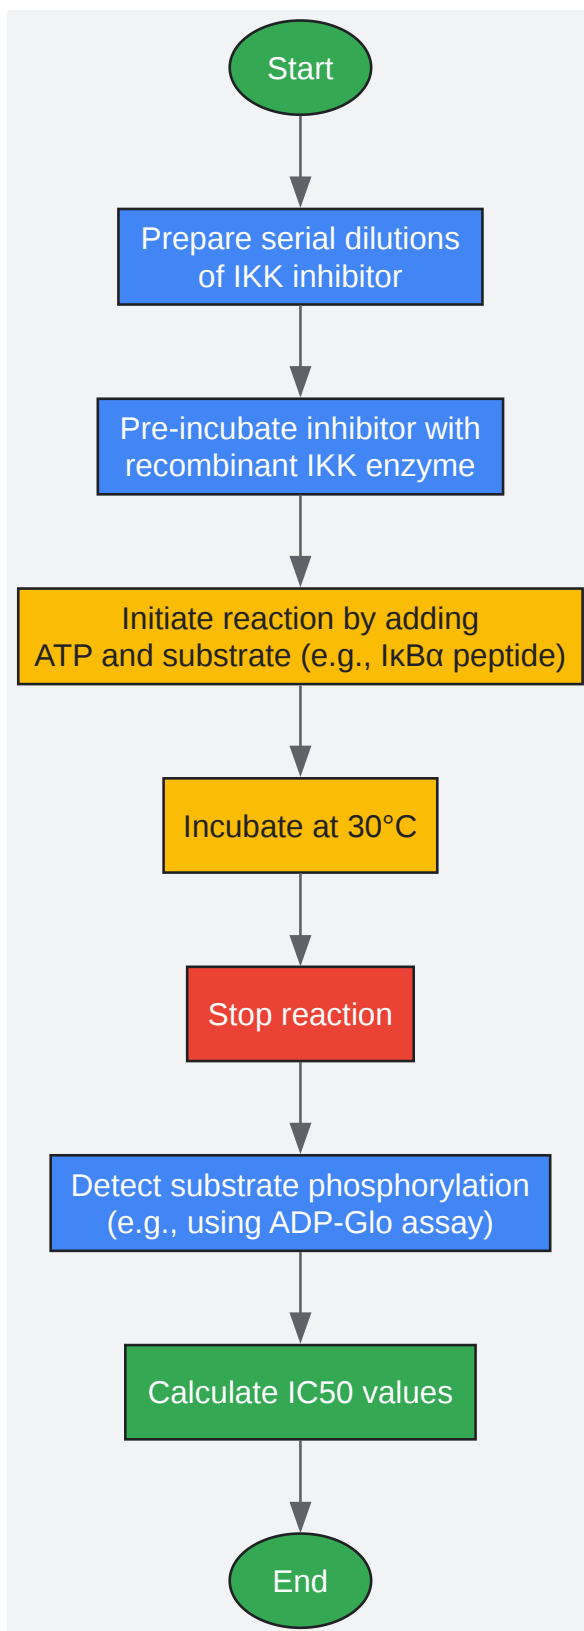 Start
Prepare serial dilutions
of IKK inhibitor
Pre-incubate inhibitor with
recombinant IKK enzyme
Initiate reaction by adding
ATP and substrate (e.g., IκBα peptide)
Incubate at 30°C
Stop reaction
Detect substrate phosphorylation
(e.g., using ADP-Glo assay)
Calculate IC50 values
End